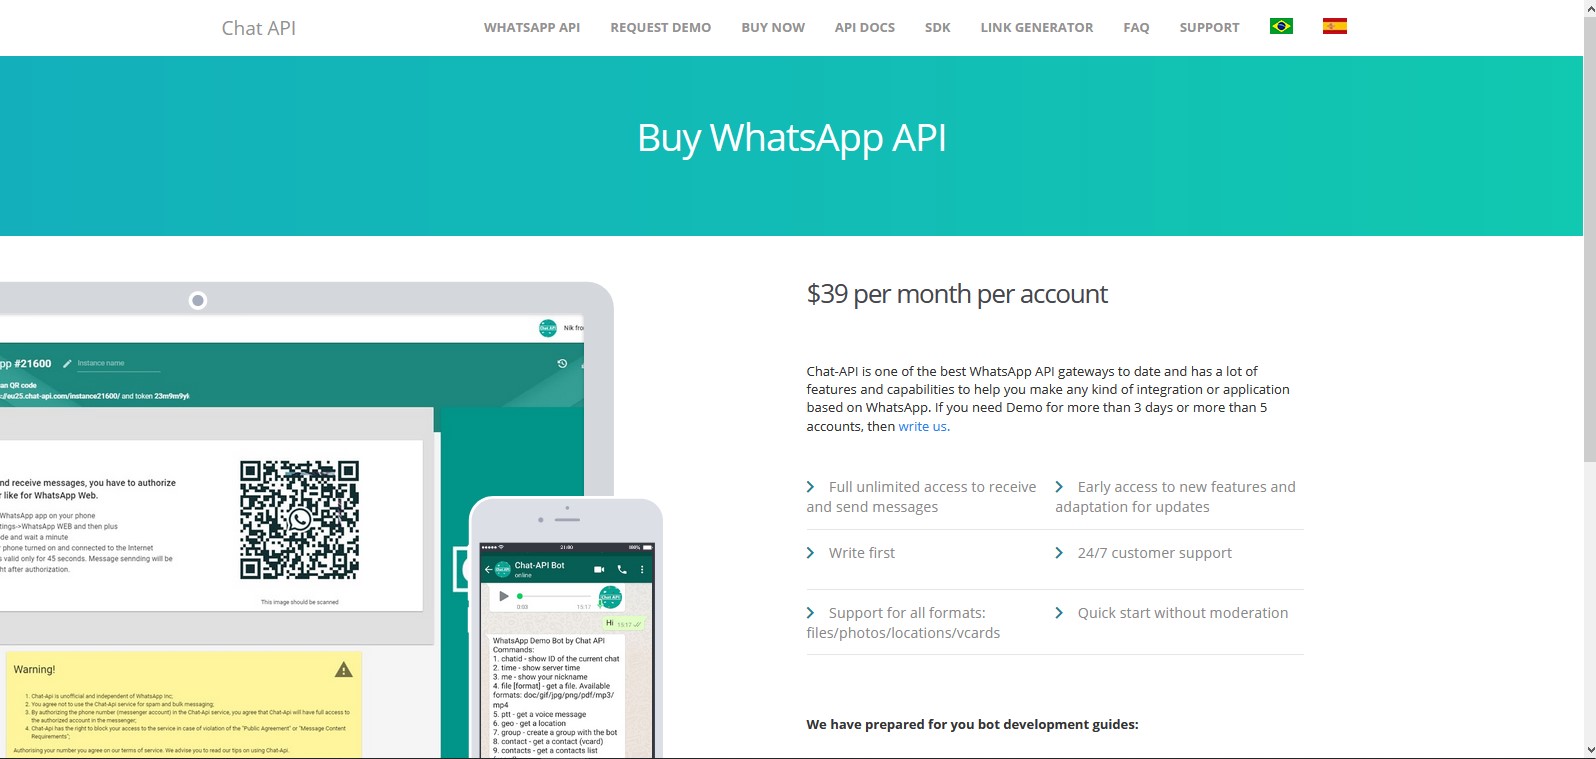 Chat API
WHATSAPP API
REQUEST DEMO
BUY NOW
API DOCS
SDK
LINK GENERATOR
FAQ
SUPPORT
Buy WhatsApp API
Chat API
Nik fro
pp #21600
Instance name
an QR code
://eu25.chat-api.com/instance21600/ and token 23m9m9yk
nd receive messages, you have to authorize
r like for WhatsApp Web.
WhatsApp app on your phone
tings->WhatsApp WEB and then plus
de and wait a minute
r phone turned on and connected to the Internet
s valid only for 45 seconds. Message sennding will be
ht after authorization.
This image should be scanned
Warning!
1. Chat-Api is unofficial and independent of WhatsApp Inc;
2. You agree not to use the Chat-Api service for spam and bulk messaging;
3. By authorizing the phone number (messenger account) in the Chat-Api service, you agree that Chat-Api will have full access to
the authorized account in the messenger;
4. Chat-Api has the right to block your access to the service in case of violation of the "Public Agreement" or "Message Content
Requirements";
Authorising your number you agree on our terms of service. We advise you to read our tips on using Chat-Api.
21:00
100%
Chat API
Chat-API Bot
online
0:03
15:17
Chat API
Hi 15:17
WhatsApp Demo Bot by Chat API
Commands:
1. chatid - show ID of the current chat
2. time - show server time
3. me - show your nickname
4. file [format] - get a file. Available
formats: doc/gif/jpg/png/pdf/mp3/
mp4
5. ptt - get a voice message
6. geo - get a location
7. group - create a group with the bot
8. contact - get a contact (vcard)
9. contacts - get a contacts list
$39 per month per account
Chat-API is one of the best WhatsApp API gateways to date and has a lot of
features and capabilities to help you make any kind of integration or application
based on WhatsApp. If you need Demo for more than 3 days or more than 5
accounts, then write us.
Full unlimited access to receive
and send messages
Early access to new features and
adaptation for updates
Write first
24/7 customer support
Support for all formats:
files/photos/locations/vcards
Quick start without moderation
We have prepared for you bot development guides: